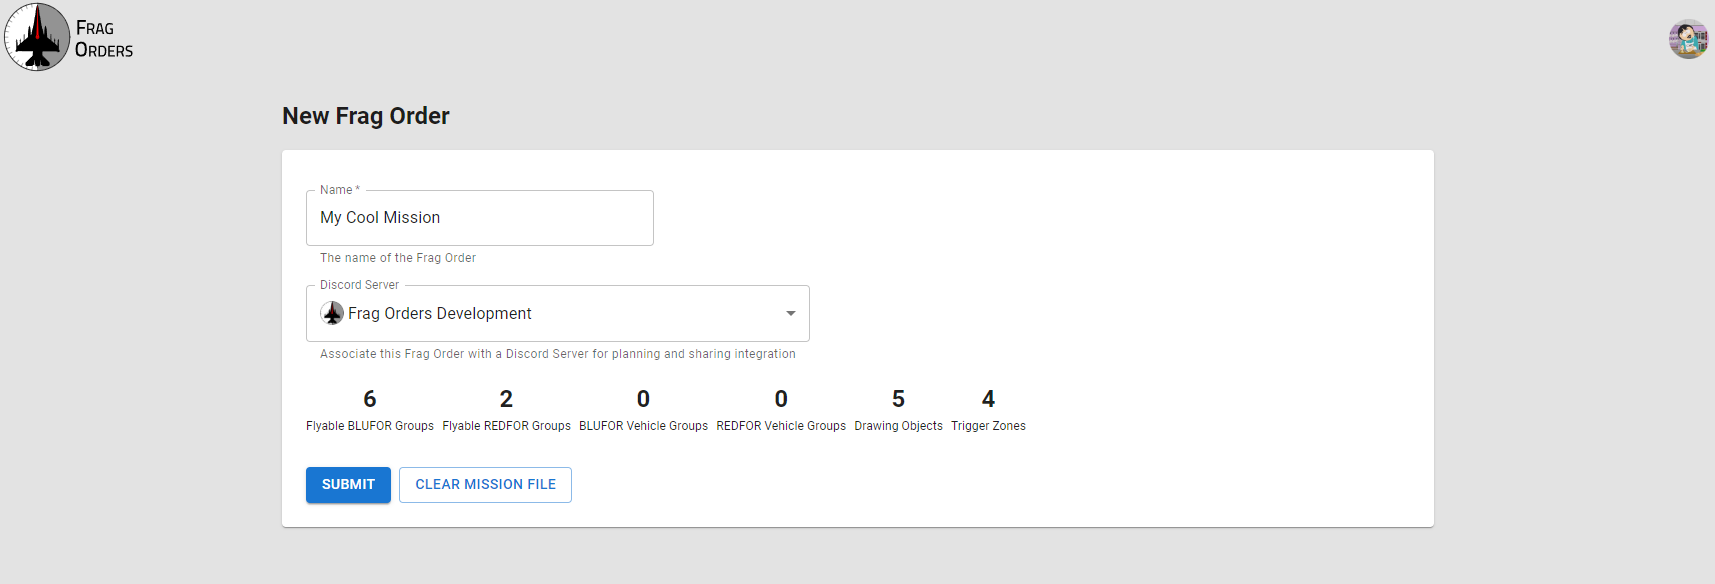 FRAG
ORDERS
New Frag Order
Name *
My Cool Mission
The name of the Frag Order
Discord Server
Frag Orders Development
Associate this Frag Order with a Discord Server for planning and sharing integration
6 2 0 0 5 4
Flyable BLUFOR Groups Flyable REDFOR Groups BLUFOR Vehicle Groups REDFOR Vehicle Groups Drawing Objects Trigger Zones
SUBMIT CLEAR MISSION FILE